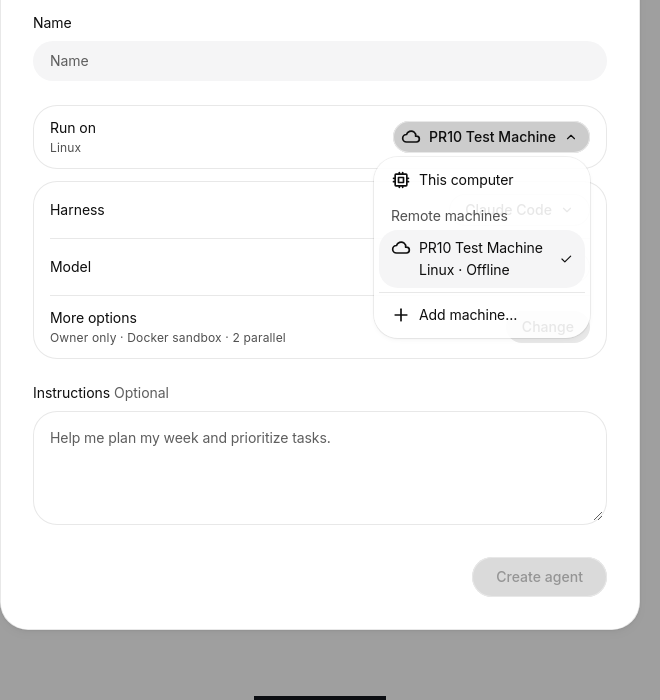 Name
Name
Run on
Linux
PR10 Test Machine
This computer
Harness
Claude Code
Remote machines
PR10 Test Machine
Linux · Offline
Model
More options
Owner only · Docker sandbox · 2 parallel
Add machine...
Change
Instructions Optional
Help me plan my week and prioritize tasks.
Create agent